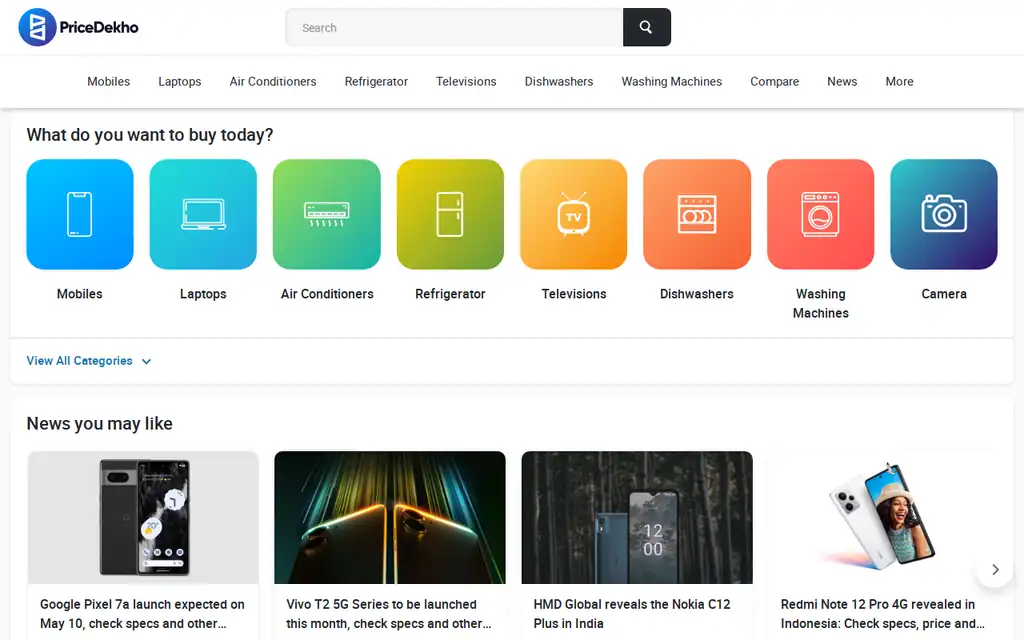 PriceDekho
Search
Mobiles Laptops Air Conditioners Refrigerator Televisions Dishwashers Washing Machines Compare News More
What do you want to buy today?
TV
Mobiles Laptops Air Conditioners Refrigerator Televisions Dishwashers Washing Machines Camera
View All Categories
News you may like
20°
12
00
Google Pixel 7a launch expected on
May 10, check specs and other...
Vivo T2 5G Series to be launched
this month, check specs and other...
HMD Global reveals the Nokia C12
Plus in India
Redmi Note 12 Pro 4G revealed in
Indonesia: Check specs, price and...